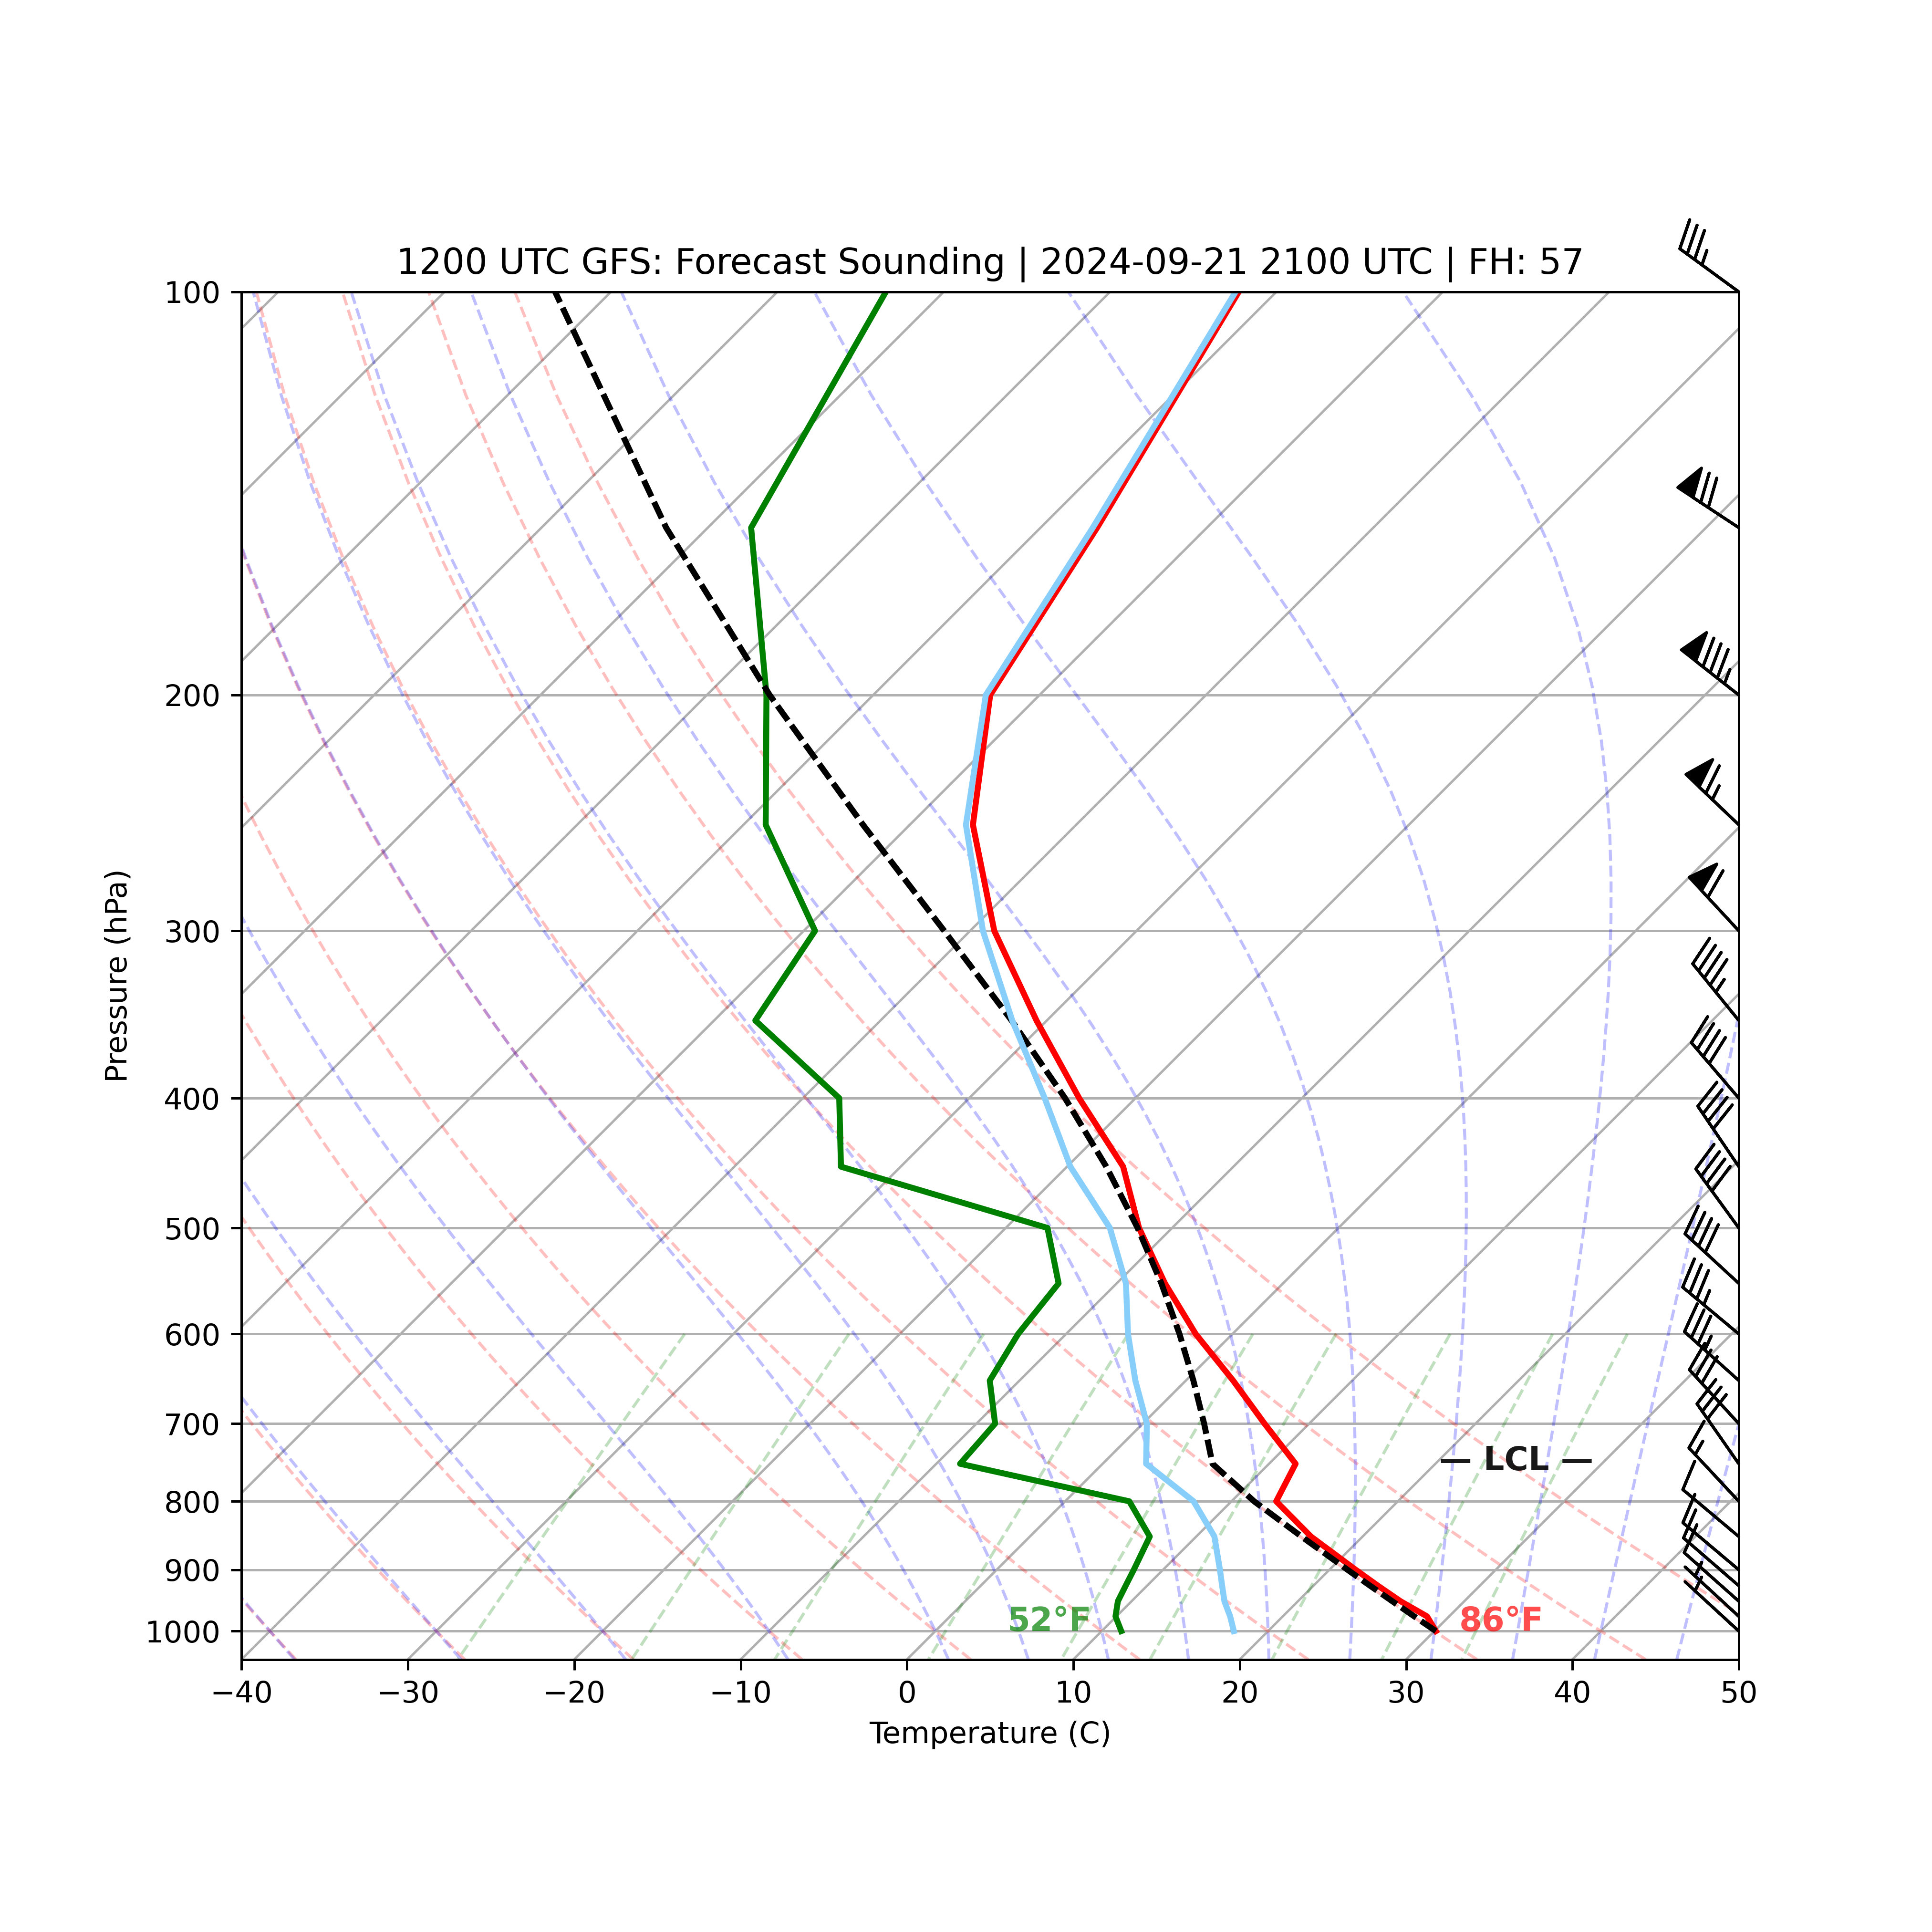 1200 UTC GFS: Forecast Sounding | 2024-09-21 2100 UTC | FH: 57
100
200
300
400
500
600
700
800
900
1000
Pressure (hPa)
— LCL —
52°F
86°F
−40 −30 −20 −10 0 10 20 30 40 50
Temperature (C)